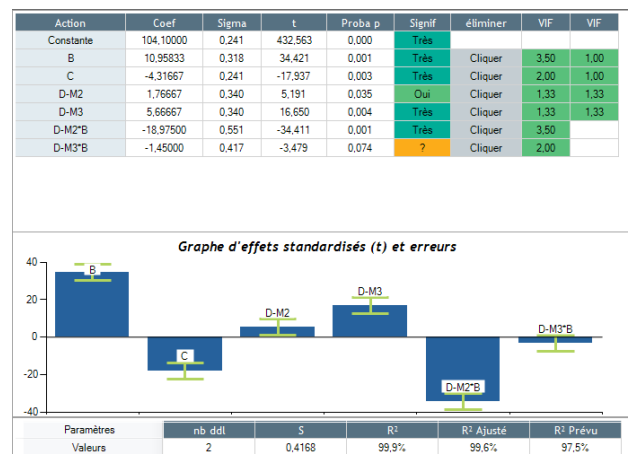 Action Coef Sigma t Proba p Signif éliminer VIF VIF
Constante 104,10000 0,241 432,563 0,000 Très
B 10,95833 0,318 34,421 0,001 Très Cliquer 3,50 1,00
C -4,31667 0,241 -17,937 0,003 Très Cliquer 2,00 1,00
D-M2 1,76667 0,340 5,191 0,035 Oui Cliquer 1,33 1,33
D-M3 5,66667 0,340 16,650 0,004 Très Cliquer 1,33 1,33
D-M2*B -18,97500 0,551 -34,411 0,001 Très Cliquer 3,50
D-M3*B -1,45000 0,417 -3,479 0,074 ? Cliquer 2,00
Graphe d'effets standardisés (t) et erreurs
40
B
20
D-M3
D-M2
D-M3*B
0
C
-20
D-M2*B
-40
Paramètres nb ddl S R² R² Ajusté R² Prévu
Valeurs 2 0,4168 99,9% 99,6% 97,5%